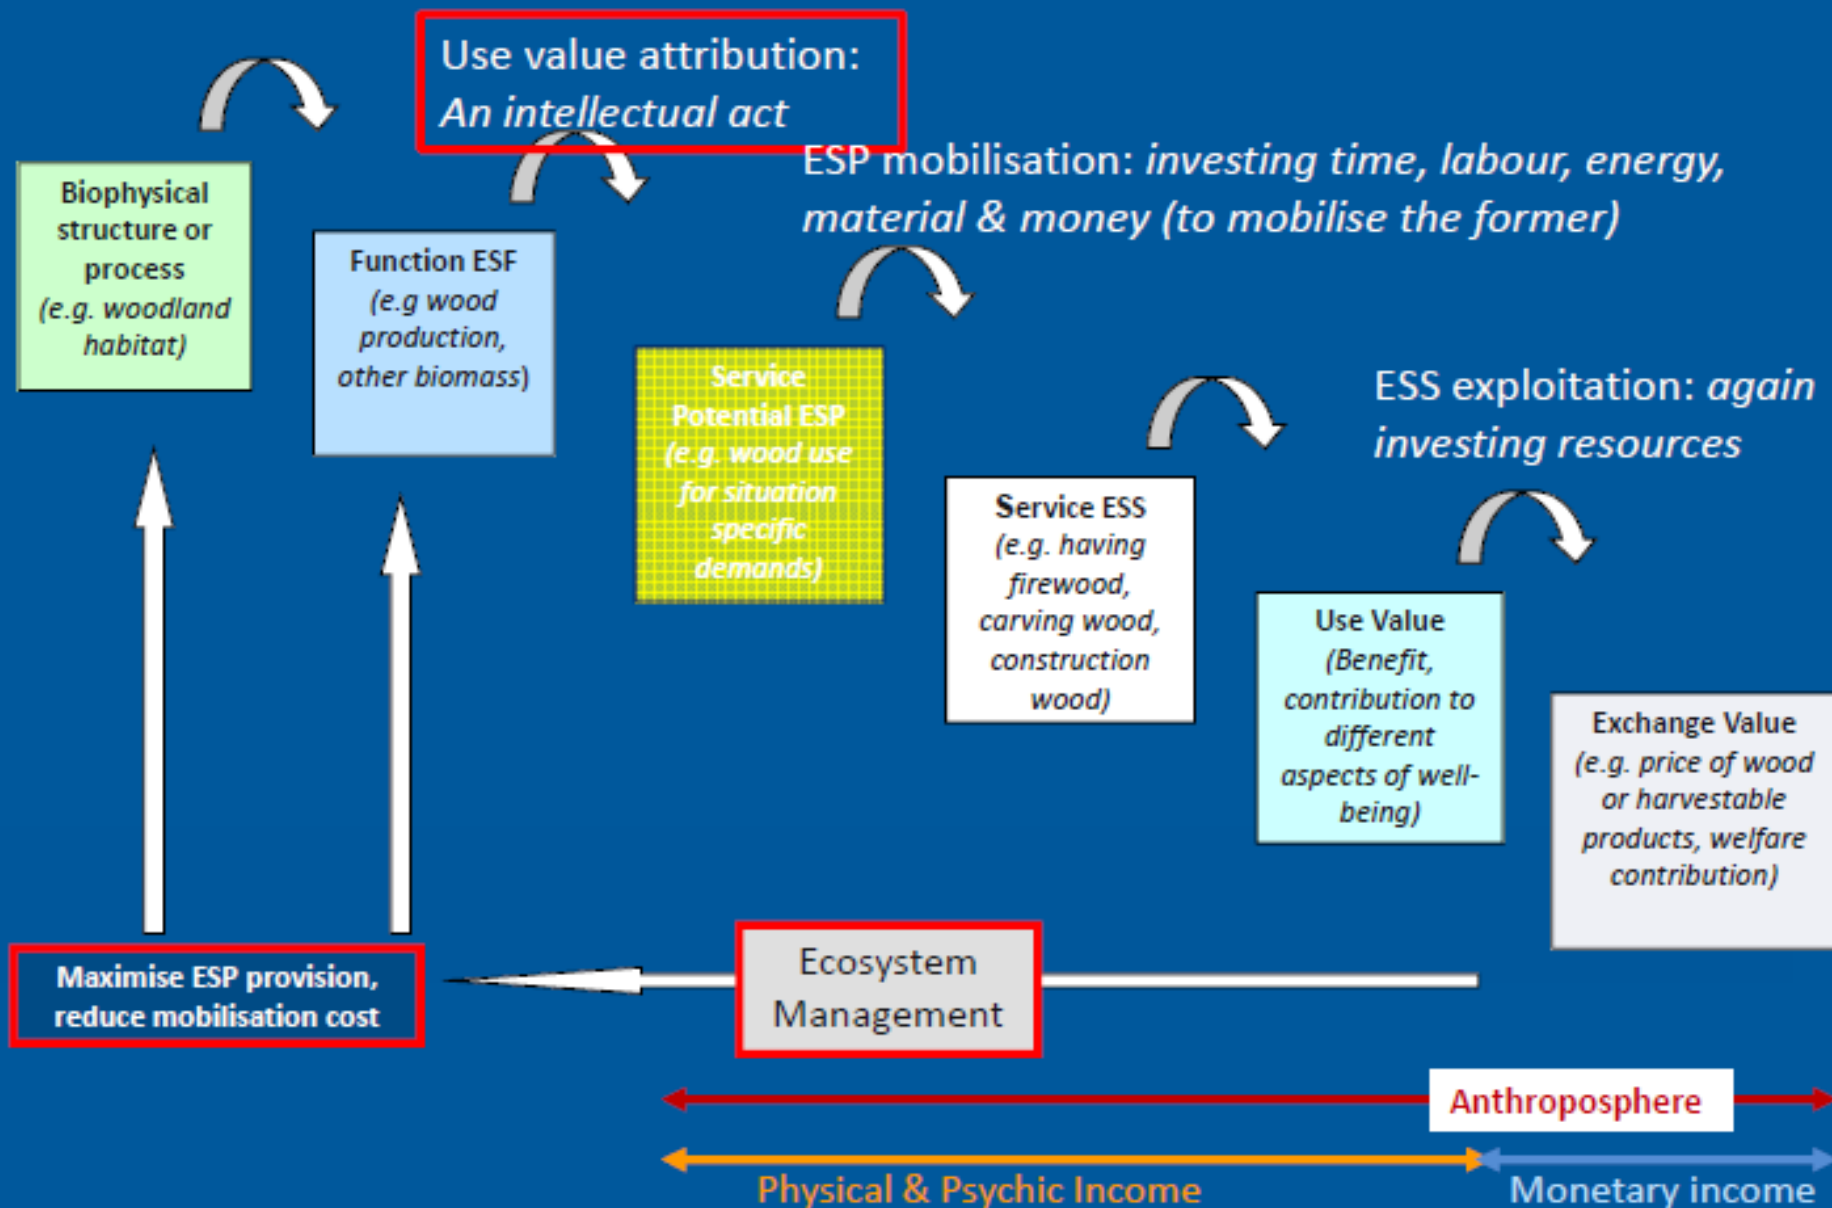 Use value attribution:
An intellectual act
ESP mobilisation: investing time, labour, energy,
material & money (to mobilise the former)
Biophysical
structure or
process
(e.g. woodland
habitat)
Function ESF
(e.g wood
production,
other biomass)
Service
Potential ESP
(e.g. wood use
for situation
specific
demands)
ESS exploitation: again
investing resources
Service ESS
(e.g. having
firewood,
carving wood,
construction
wood)
Use Value
(Benefit,
contribution to
different
aspects of well-
being)
Exchange Value
(e.g. price of wood
or harvestable
products, welfare
contribution)
Maximise ESP provision,
reduce mobilisation cost
Ecosystem
Management
Anthroposphere
Physical & Psychic Income
Monetary income